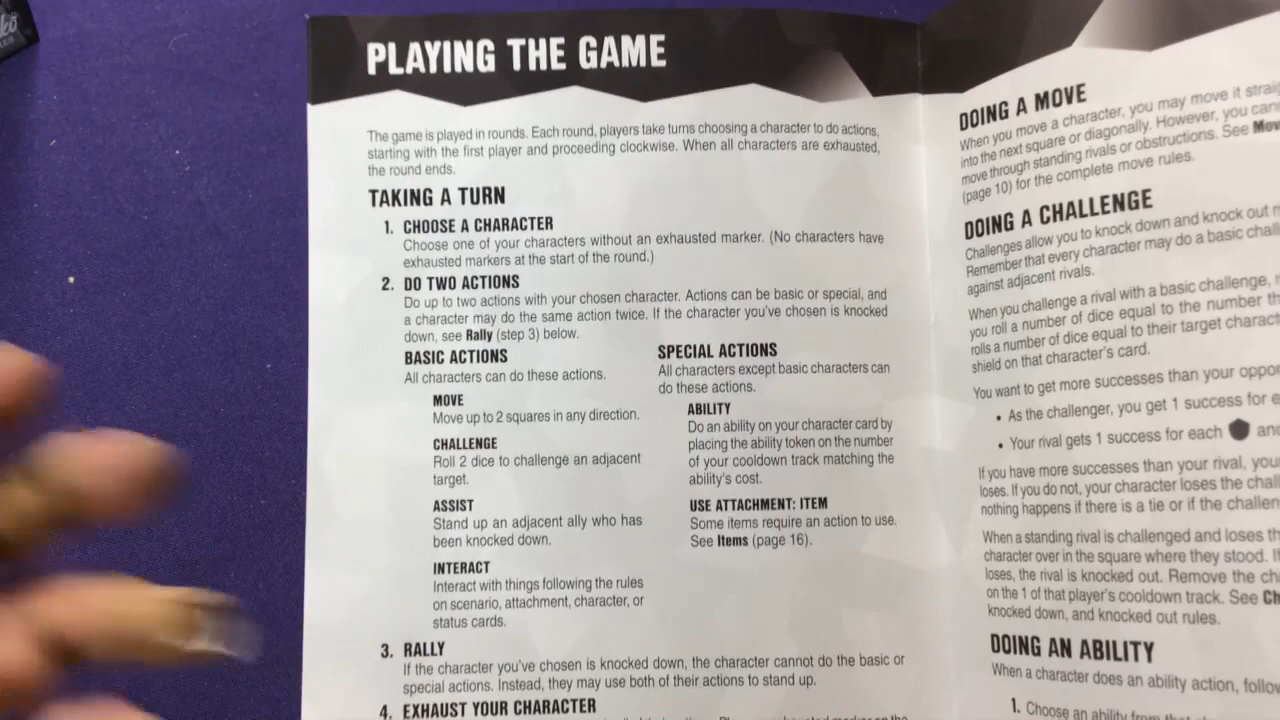 PLAYING THE GAME
The game is played in rounds. Each round, players take turns choosing a character to do actions,
starting with the first player and proceeding clockwise. When all characters are exhausted,
the round ends.
TAKING A TURN
1. CHOOSE A CHARACTER
Choose one of your characters without an exhausted marker. (No characters have
exhausted markers at the start of the round.)
2. DO TWO ACTIONS
Do up to two actions with your chosen character. Actions can be basic or special, and
a character may do the same action twice. If the character you've chosen is knocked
down, see Rally (step 3) below.
BASIC ACTIONS
All characters can do these actions.
MOVE
Move up to 2 squares in any direction.
CHALLENGE
Roll 2 dice to challenge an adjacent
target.
ASSIST
Stand up an adjacent ally who has
been knocked down.
INTERACT
Interact with things following the rules
on scenario, attachment, character, or
status cards.
SPECIAL ACTIONS
All characters except basic characters can
do these actions.
ABILITY
Do an ability on your character card by
placing the ability token on the number
of your cooldown track matching the
ability's cost.
USE ATTACHMENT: ITEM
Some items require an action to use.
See Items (page 16).
3. RALLY
If the character you've chosen is knocked down, the character cannot do the basic or
special actions. Instead, they may use both of their actions to stand up.
4. EXHAUST YOUR CHARACTER
DOING A MOVE
When you move a character, you may move it
into the next square or diagonally. However, you
move through standing rivals or obstructions. See
(page 10) for the complete move rules.
DOING A CHALLENGE
Challenges allow you to knock down and knock out
Remember that every character may do a basic
against adjacent rivals.
When you challenge a rival with a basic challenge,
you roll a number of dice equal to the number
rolls a number of dice equal to their target
shield on that character's card.
You want to get more successes than your
• As the challenger, you get 1 success for
• Your rival gets 1 success for each
If you have more successes than your rival,
loses. If you do not, your character loses the
nothing happens if there is a tie or if the
When a standing rival is challenged and loses
character over in the square where they stood.
loses, the rival is knocked out. Remove the
on the 1 of that player's cooldown track. See
knocked down, and knocked out rules.
DOING AN ABILITY
When a character does an ability action,
1. Choose an ability from